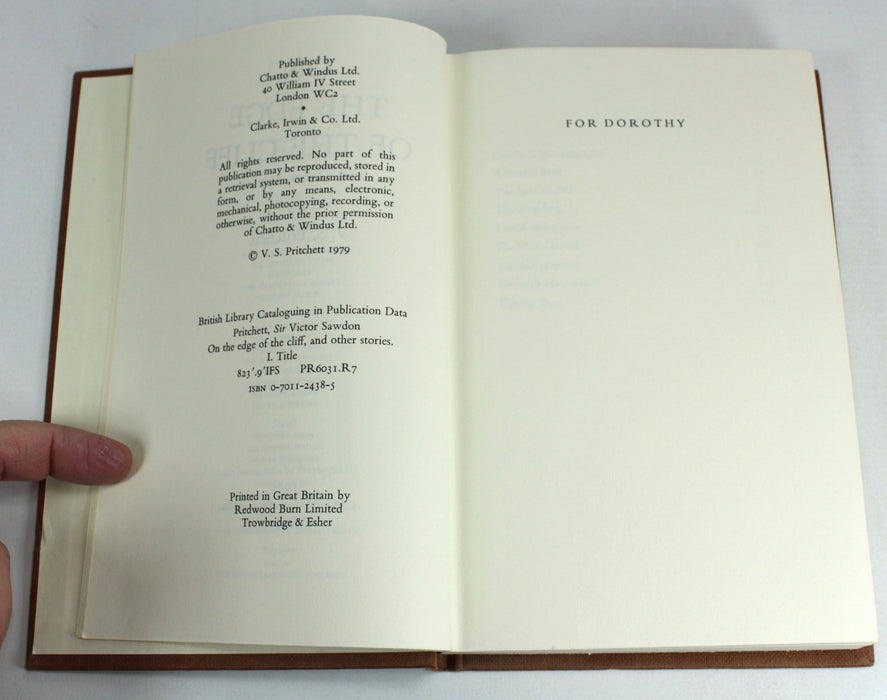 Published by
Chatto & Windus Ltd.
40 William IV Street
London WC2
*
Clarke, Irwin & Co. Ltd.
Toronto
All rights reserved. No part of this
publication may be reproduced, stored in
a retrieval system, or transmitted in any
form, or by any means, electronic,
mechanical, photocopying, recording, or
otherwise, without the prior permission
of Chatto & Windus Ltd.
© V. S. Pritchett 1979
British Library Cataloguing in Publication Data
Pritchett, Sir Victor Sawdon
On the edge of the cliff, and other stories.
I. Title
823'.9'1FS PR6031.R7
ISBN 0-7011-2438-5
Printed in Great Britain by
Redwood Burn Limited
Trowbridge & Esher
FOR DOROTHY